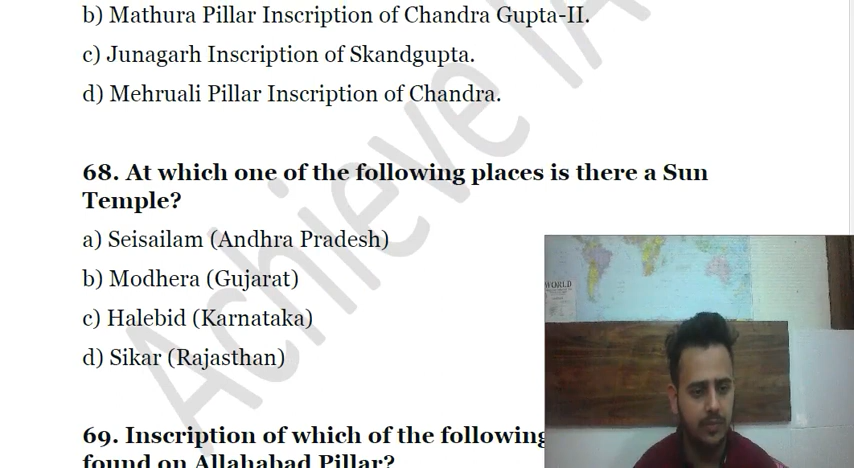 b) Mathura Pillar Inscription of Chandra Gupta-II.
c) Junagarh Inscription of Skandgupta.
d) Mehruali Pillar Inscription of Chandra.
68. At which one of the following places is there a Sun
Temple?
a) Seisailam (Andhra Pradesh)
b) Modhera (Gujarat)
c) Halebid (Karnataka)
d) Sikar (Rajasthan)
WORLD
69. Inscription of which of the following
found on Allahabad Pillar?
Achieve IA